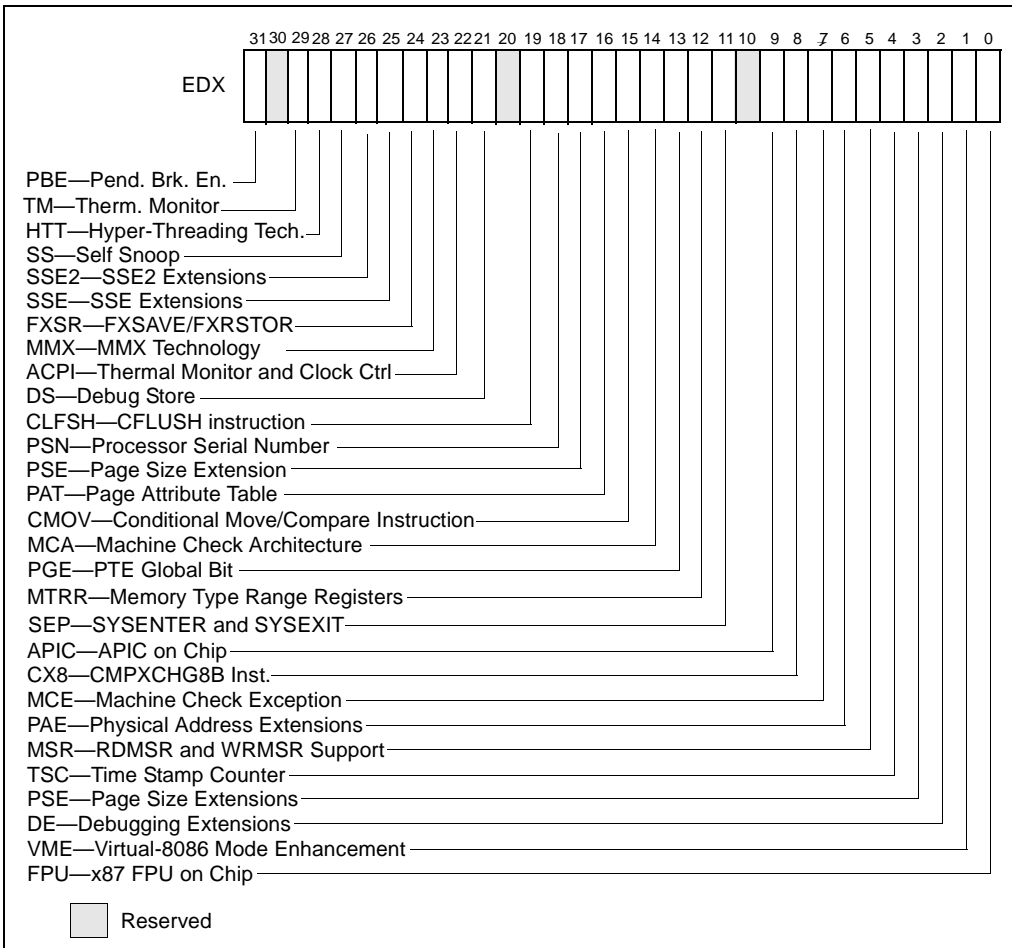 31 30 29 28 27 26 25 24 23 22 21 20 19 18 17 16 15 14 13 12 11 10 9 8 7 6 5 4 3 2 1 0
EDX
PBE—Pend. Brk. En.
TM—Therm. Monitor
HTT—Hyper-Threading Tech.
SS—Self Snoop
SSE2—SSE2 Extensions
SSE—SSE Extensions
FXSR—FXSAVE/FXRSTOR
MMX—MMX Technology
ACPI—Thermal Monitor and Clock Ctrl
DS—Debug Store
CLFSH—CFLUSH instruction
PSN—Processor Serial Number
PSE—Page Size Extension
PAT—Page Attribute Table
CMOV—Conditional Move/Compare Instruction
MCA—Machine Check Architecture
PGE—PTE Global Bit
MTRR—Memory Type Range Registers
SEP—SYSENTER and SYSEXIT
APIC—APIC on Chip
CX8—CMPXCHG8B Inst.
MCE—Machine Check Exception
PAE—Physical Address Extensions
MSR—RDMSR and WRMSR Support
TSC—Time Stamp Counter
PSE—Page Size Extensions
DE—Debugging Extensions
VME—Virtual-8086 Mode Enhancement
FPU—x87 FPU on Chip
Reserved